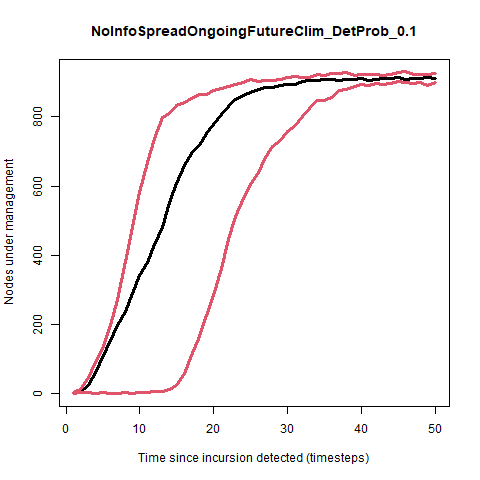 NoInfoSpreadOngoingFutureClim_DetProb_0.1
Nodes under management
800
600
400
200
0
0 10 20 30 40 50
Time since incursion detected (timesteps)